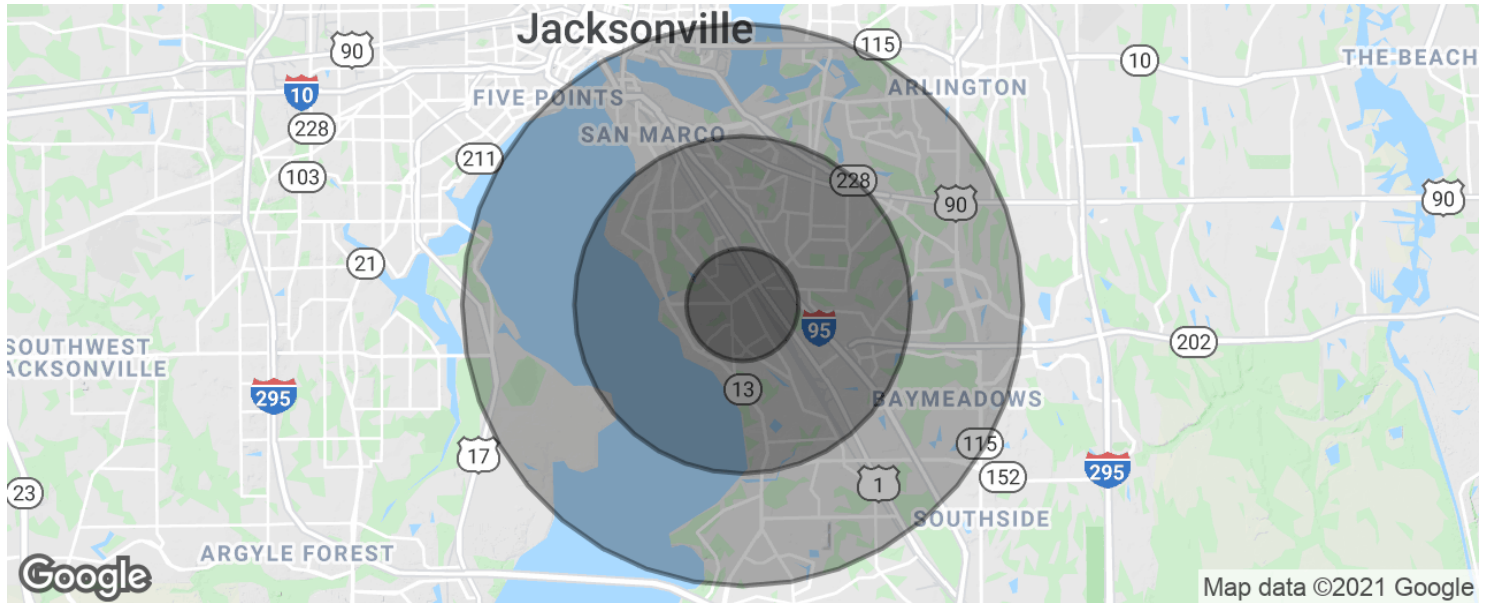 Jacksonville
90
115
10
THE BEACH
10
FIVE POINTS
ARLINGTON
228
SAN MARCO
211
103
228
90
90
21
95
202
SOUTHWEST
ACKSONVILLE
295
13
BAYMEADOWS
115
17
295
152
1
23
SOUTHSIDE
ARGYLE FOREST
Google
Map data ©2021 Google